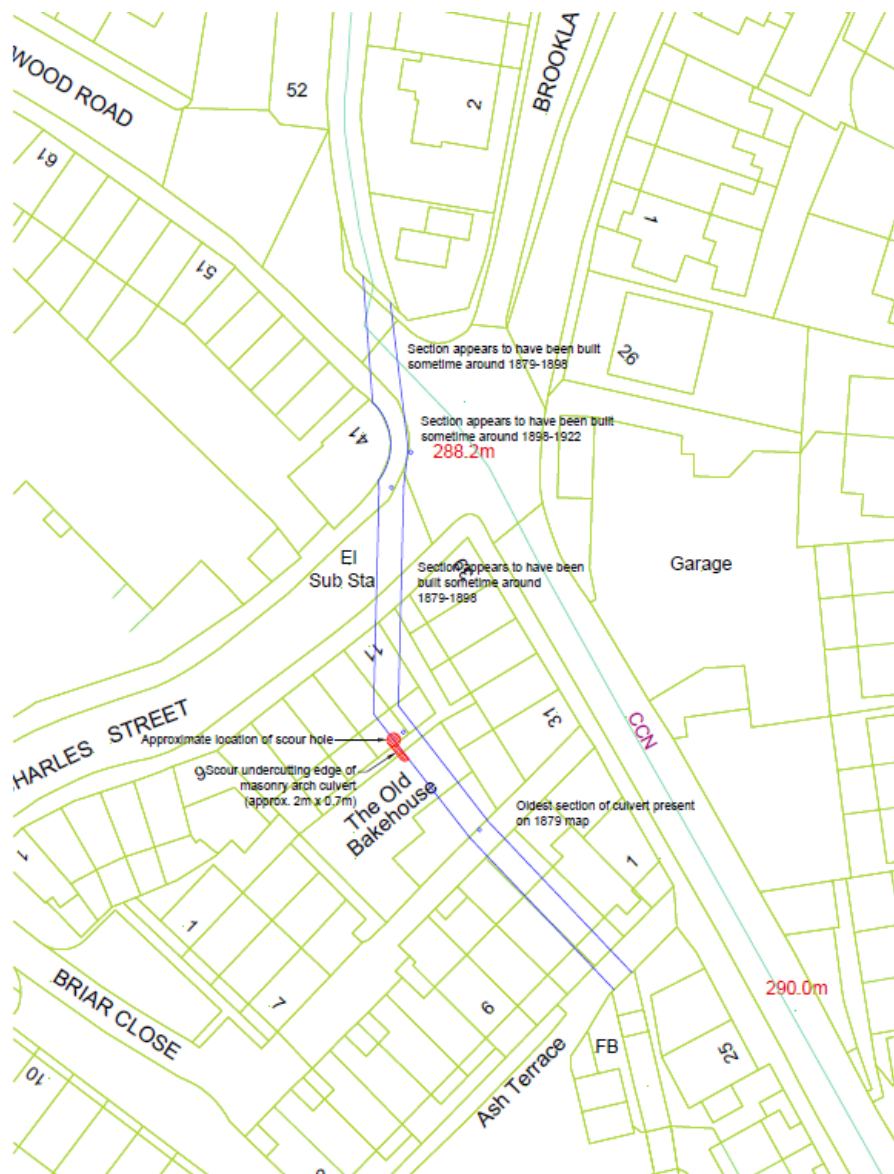 WOOD ROAD
52
2
BROOKLA
61
51
1
Section appears to have been built
sometime around 1879-1898
26
Section appears to have been built
sometime around 1898-1922
41
288.2m
El
Sub Sta
Section appears to have been
built sometime around
1879-1898
39
Garage
11
31
CCN
HARLES STREET
Approximate location of scour hole
9
Scour undercutting edge of
masonry arch culvert
(approx. 2m x 0.7m)
The Old
Bakehouse
Oldest section of culvert present
on 1879 map
1
1
1
7
6
BRIAR CLOSE
290.0m
FB
25
10
Ash Terrace